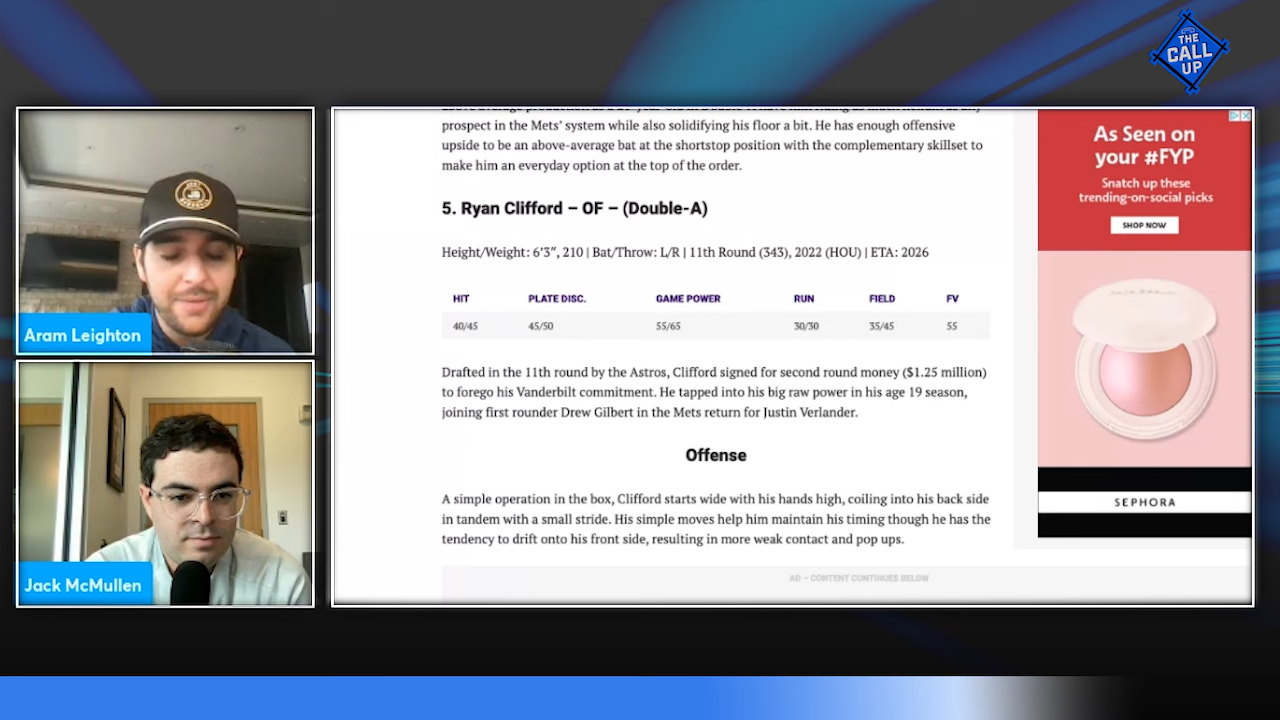 THE
CALL
UP
prospect in the Mets' system while also solidifying his floor a bit. He has enough offensive
upside to be an above-average bat at the shortstop position with the complementary skillset to
make him an everyday option at the top of the order.
5. Ryan Clifford – OF – (Double-A)
Height/Weight: 6'3", 210 | Bat/Throw: L/R | 11th Round (343), 2022 (HOU) | ETA: 2026
HIT PLATE DISC. GAME POWER RUN FIELD FV
40/45 45/50 55/65 30/30 35/45 55
Drafted in the 11th round by the Astros, Clifford signed for second round money ($1.25 million)
to forego his Vanderbilt commitment. He tapped into his big raw power in his age 19 season,
joining first rounder Drew Gilbert in the Mets return for Justin Verlander.
Offense
A simple operation in the box, Clifford starts wide with his hands high, coiling into his back side
in tandem with a small stride. His simple moves help him maintain his timing though he has the
tendency to drift onto his front side, resulting in more weak contact and pop ups.
AD – CONTENT CONTINUES BELOW
As Seen on
your #FYP
Snatch up these
trending-on-social picks
SHOP NOW
SEPHORA
Aram Leighton
Jack McMullen